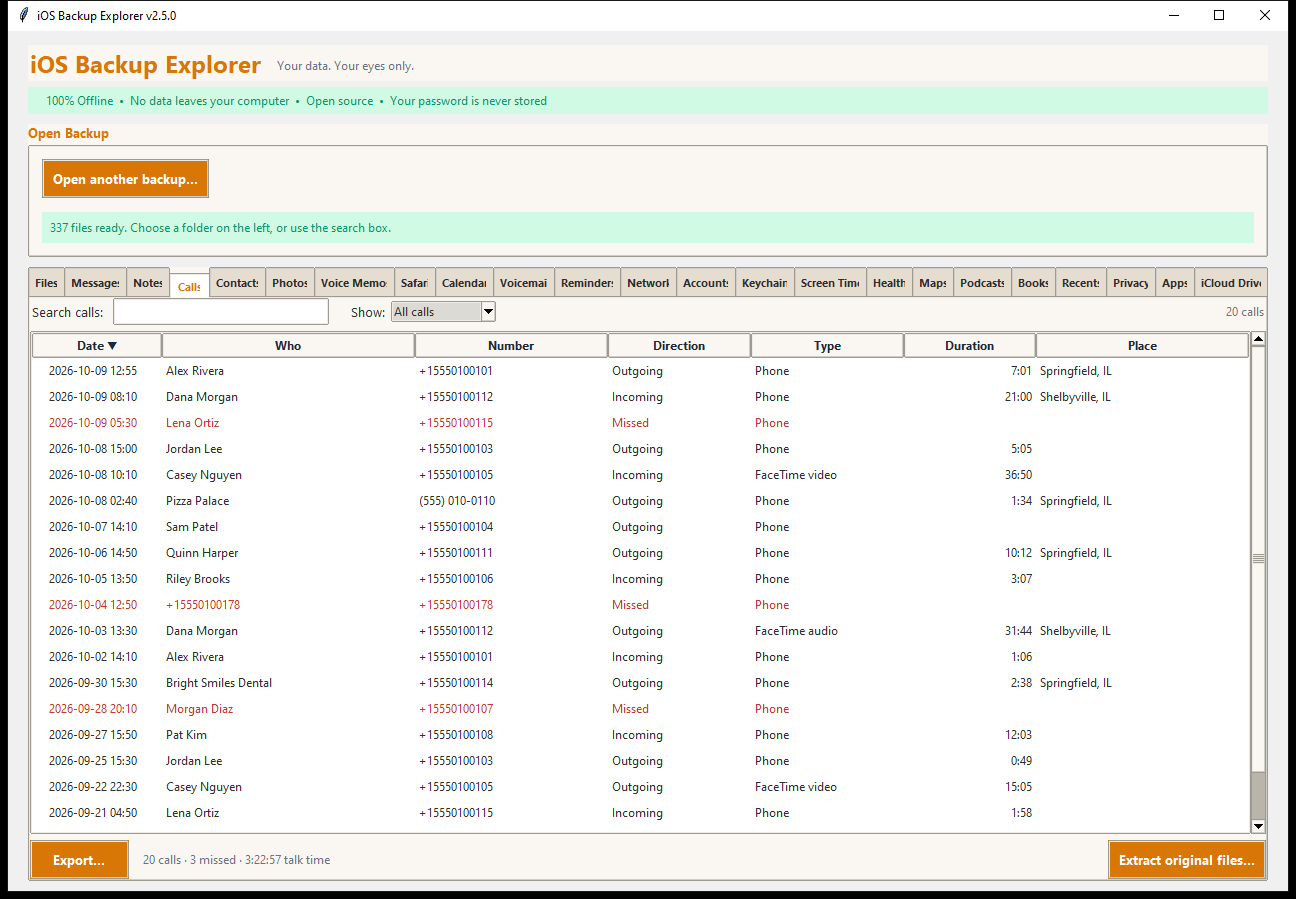 iOS Backup Explorer v2.5.0
iOS Backup Explorer Your data. Your eyes only.
100% Offline • No data leaves your computer • Open source • Your password is never stored
Open Backup
Open another backup...
337 files ready. Choose a folder on the left, or use the search box.
Files Messages Notes Calls Contacts Photos Voice Memo Safari Calendar Voicemail Reminders Network Accounts Keychain Screen Time Health Maps Podcasts Books Recents Privacy Apps iCloud Drive
Search calls: Show: All calls 20 calls
Date ▼ Who Number Direction Type Duration Place
2026-10-09 12:55 Alex Rivera +15550100101 Outgoing Phone 7:01 Springfield, IL
2026-10-09 08:10 Dana Morgan +15550100112 Incoming Phone 21:00 Shelbyville, IL
2026-10-09 05:30 Lena Ortiz +15550100115 Missed Phone
2026-10-08 15:00 Jordan Lee +15550100103 Outgoing Phone 5:05
2026-10-08 10:10 Casey Nguyen +15550100105 Incoming FaceTime video 36:50
2026-10-08 02:40 Pizza Palace (555) 010-0110 Outgoing Phone 1:34 Springfield, IL
2026-10-07 14:10 Sam Patel +15550100104 Outgoing Phone
2026-10-06 14:50 Quinn Harper +15550100111 Outgoing Phone 10:12 Springfield, IL
2026-10-05 13:50 Riley Brooks +15550100106 Incoming Phone 3:07
2026-10-04 12:50 +15550100178 +15550100178 Missed Phone
2026-10-03 13:30 Dana Morgan +15550100112 Outgoing FaceTime audio 31:44 Shelbyville, IL
2026-10-02 14:10 Alex Rivera +15550100101 Incoming Phone 1:06
2026-09-30 15:30 Bright Smiles Dental +15550100114 Outgoing Phone 2:38 Springfield, IL
2026-09-28 20:10 Morgan Diaz +15550100107 Missed Phone
2026-09-27 15:50 Pat Kim +15550100108 Incoming Phone 12:03
2026-09-25 15:30 Jordan Lee +15550100103 Outgoing Phone 0:49
2026-09-22 22:30 Casey Nguyen +15550100105 Outgoing FaceTime video 15:05
2026-09-21 04:50 Lena Ortiz +15550100115 Incoming Phone 1:58
Export... 20 calls · 3 missed · 3:22:57 talk time Extract original files...